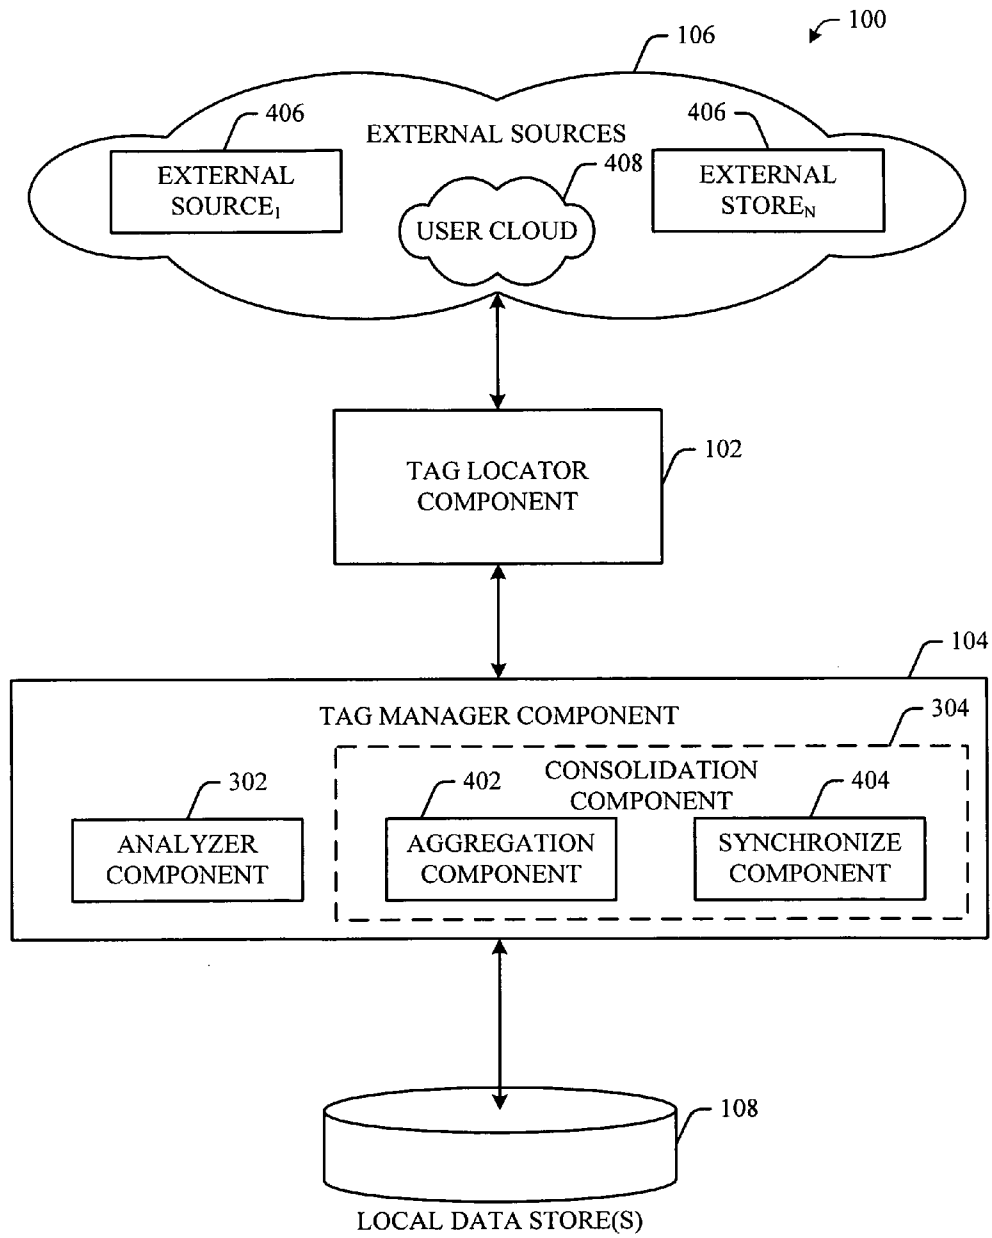 100
106
406
EXTERNAL SOURCES
406
EXTERNAL
SOURCE1
408
USER CLOUD
EXTERNAL
STOREN
TAG LOCATOR
COMPONENT
102
104
TAG MANAGER COMPONENT
304
CONSOLIDATION
COMPONENT
302
ANALYZER
COMPONENT
402
AGGREGATION
COMPONENT
404
SYNCHRONIZE
COMPONENT
108
LOCAL DATA STORE(S)